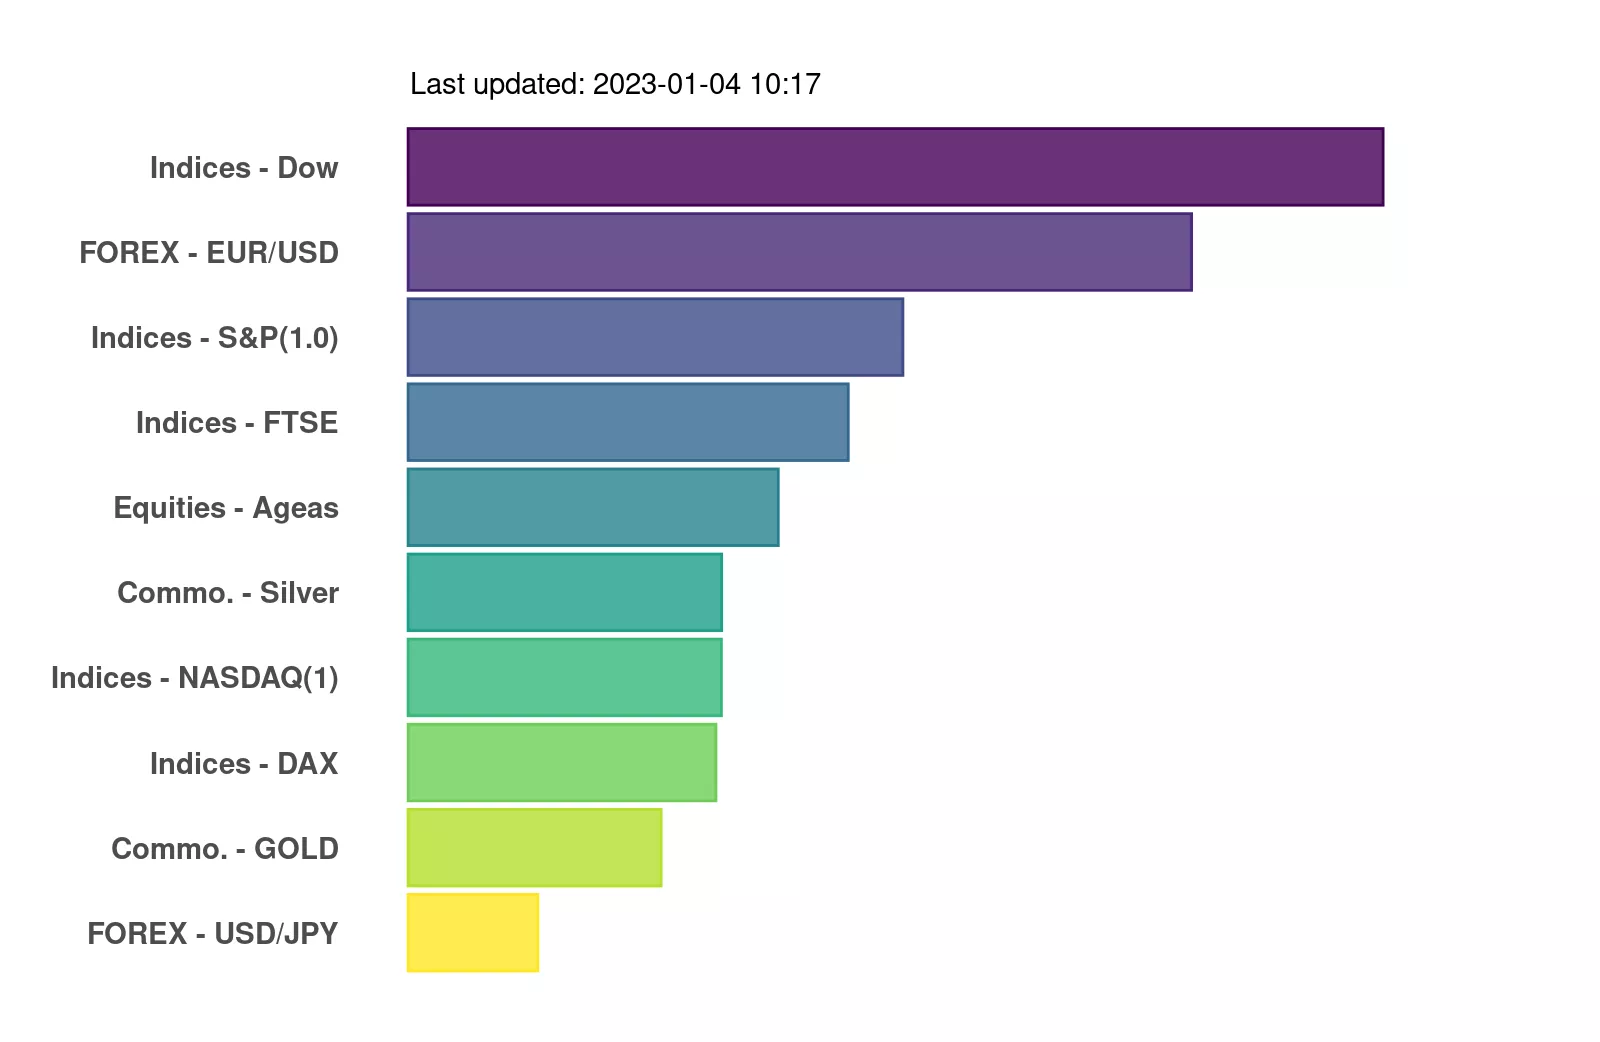 Last updated: 2023-01-04 10:17
Indices - Dow
FOREX - EUR/USD
Indices - S&P(1.0)
Indices - FTSE
Equities - Ageas
Commo. - Silver
Indices - NASDAQ(1)
Indices - DAX
Commo. - GOLD
FOREX - USD/JPY